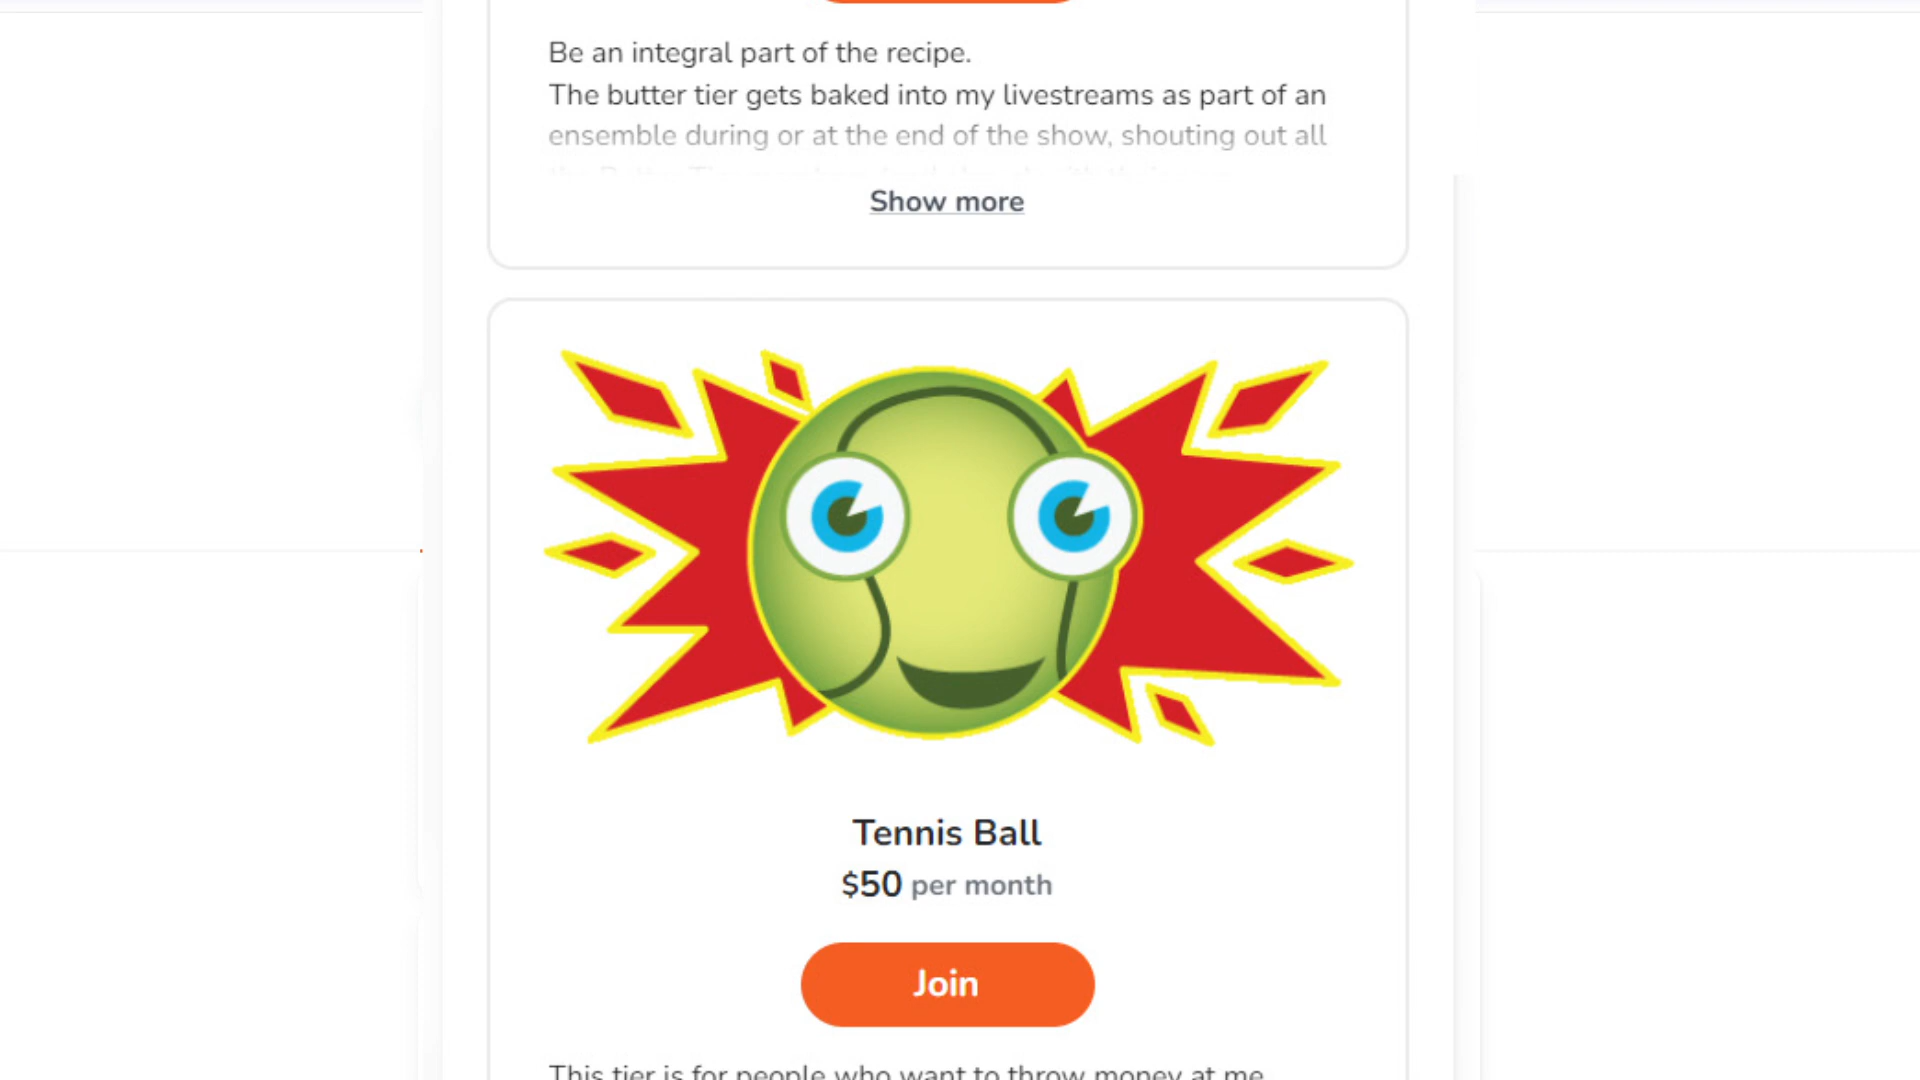 Be an integral part of the recipe.
The butter tier gets baked into my livestreams as part of an
ensemble during or at the end of the show, shouting out all
Show more
Tennis Ball
$50 per month
Join
This tier is for people who want to throw money at me